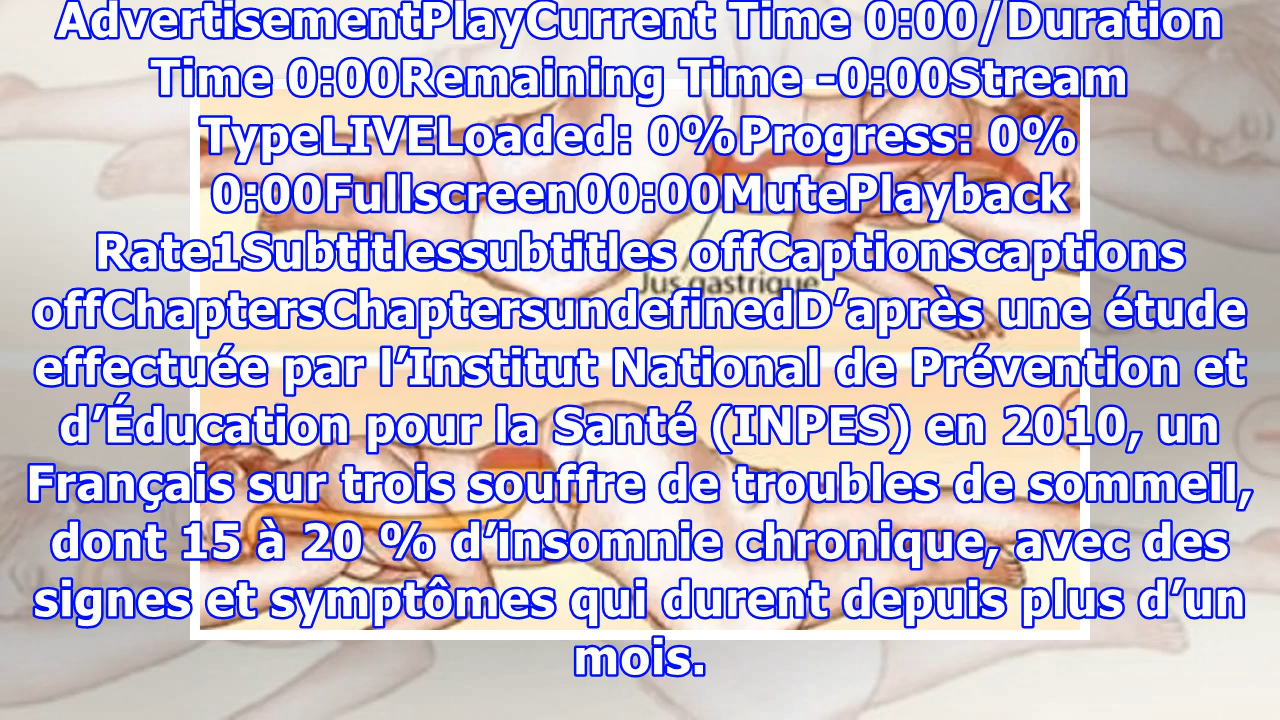 AdvertisementPlayCurrent Time 0:00/Duration
Time 0:00Remaining Time -0:00Stream
TypeLIVELoaded: 0%Progress: 0%
0:00Fullscreen00:00MutePlayback
Rate1Subtitlessubtitles offCaptionscaptions
Jus gastrique
offChaptersChaptersundefinedD’après une étude
effectuée par l’Institut National de Prévention et
d’Éducation pour la Santé (INPES) en 2010, un
Français sur trois souffre de troubles de sommeil,
dont 15 à 20 % d’insomnie chronique, avec des
signes et symptômes qui durent depuis plus d’un
mois.